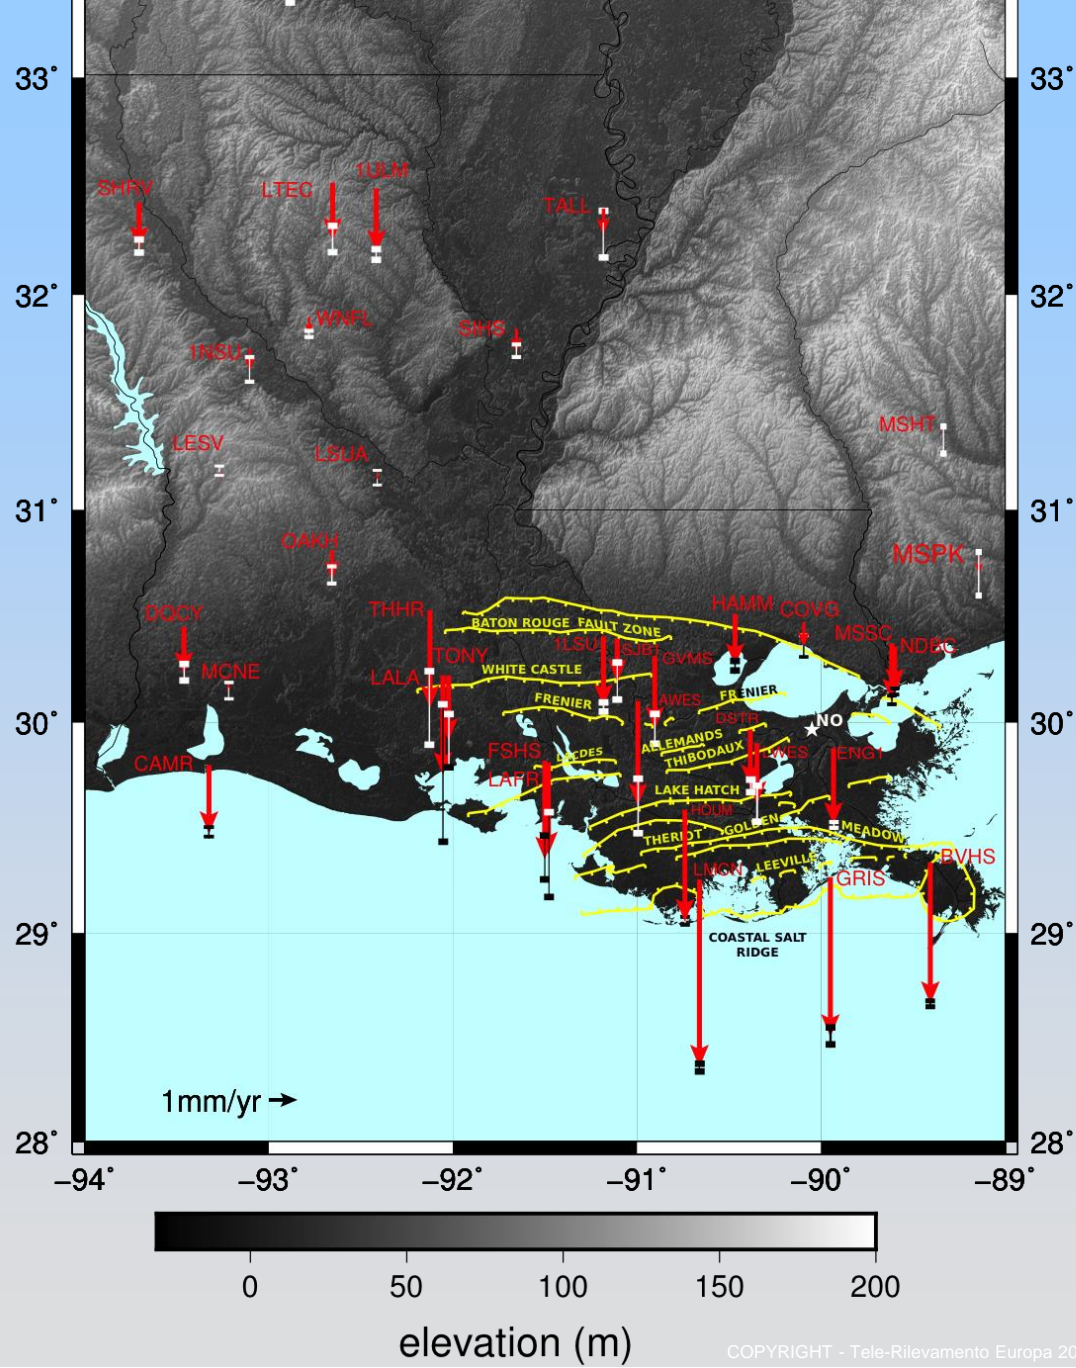 33° 33°
1ULM
SHRV LTEC
TALL
32° 32°
WNFL
SIHS
1NSU
MSHT
LESV
LSUA
31° 31°
OAKH
MSPK
THHR HAMM COVG
DQCY
BATON ROUGE FAULT ZONE
MSSC
1LSU SJB1 NDBC
TONY GVMS
MCNE LALA WHITE CASTLE
FRENIER
FRENIER AWES
30° DSTR NO 30°
ALLEMANDS
FSHS THIBODAUX LWES ENG1
CAMR
LAFR
LAKE HATCH
HOUM
THERIOT GOLDEN MEADOW
LMCN LEEVILLE BVHS
GRIS
29° COASTAL SALT 29°
RIDGE
1mm/yr
28° 28°
−94° −93° −92° −91° −90° −89°
0 50 100 150 200
elevation (m)
COPYRIGHT - Tele-Rilevamento Europa 20